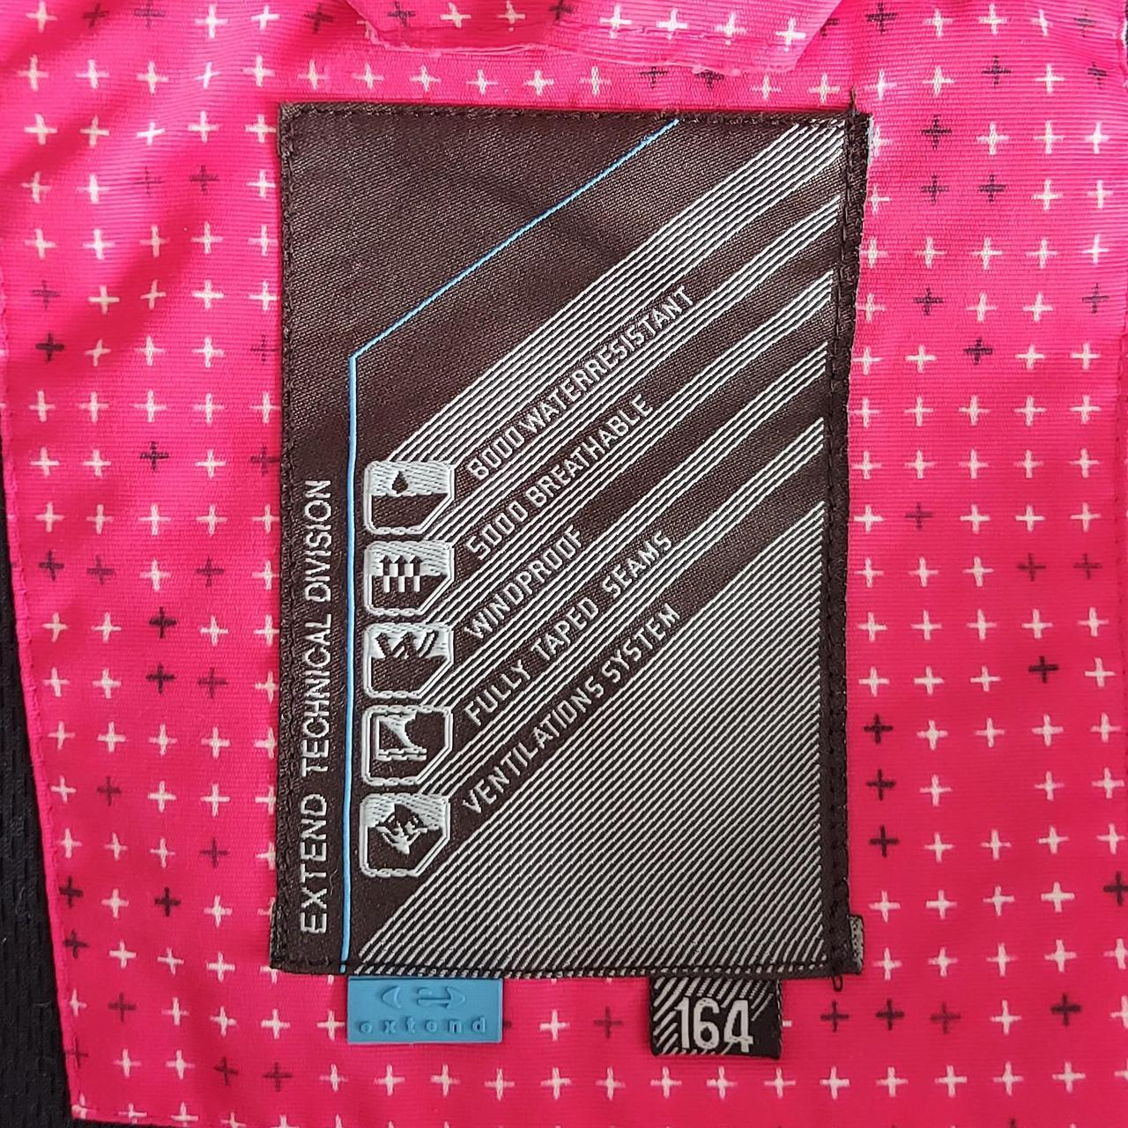 8000 WATERRESISTANT
5000 BREATHABLE
WINDPROOF
FULLY TAPED SEAMS
VENTILATIONS SYSTEM
EXTEND TECHNICAL DIVISION
extend
164